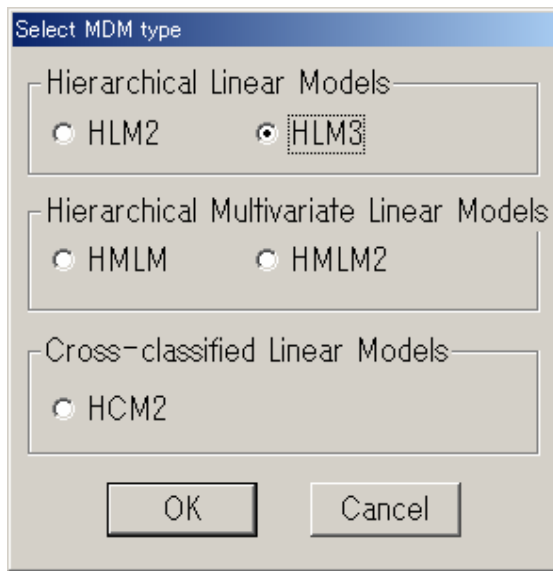 Select MDM type
Hierarchical Linear Models
HLM2 HLM3
Hierarchical Multivariate Linear Models
HMLM HMLM2
Cross-classified Linear Models
HCM2
OK Cancel